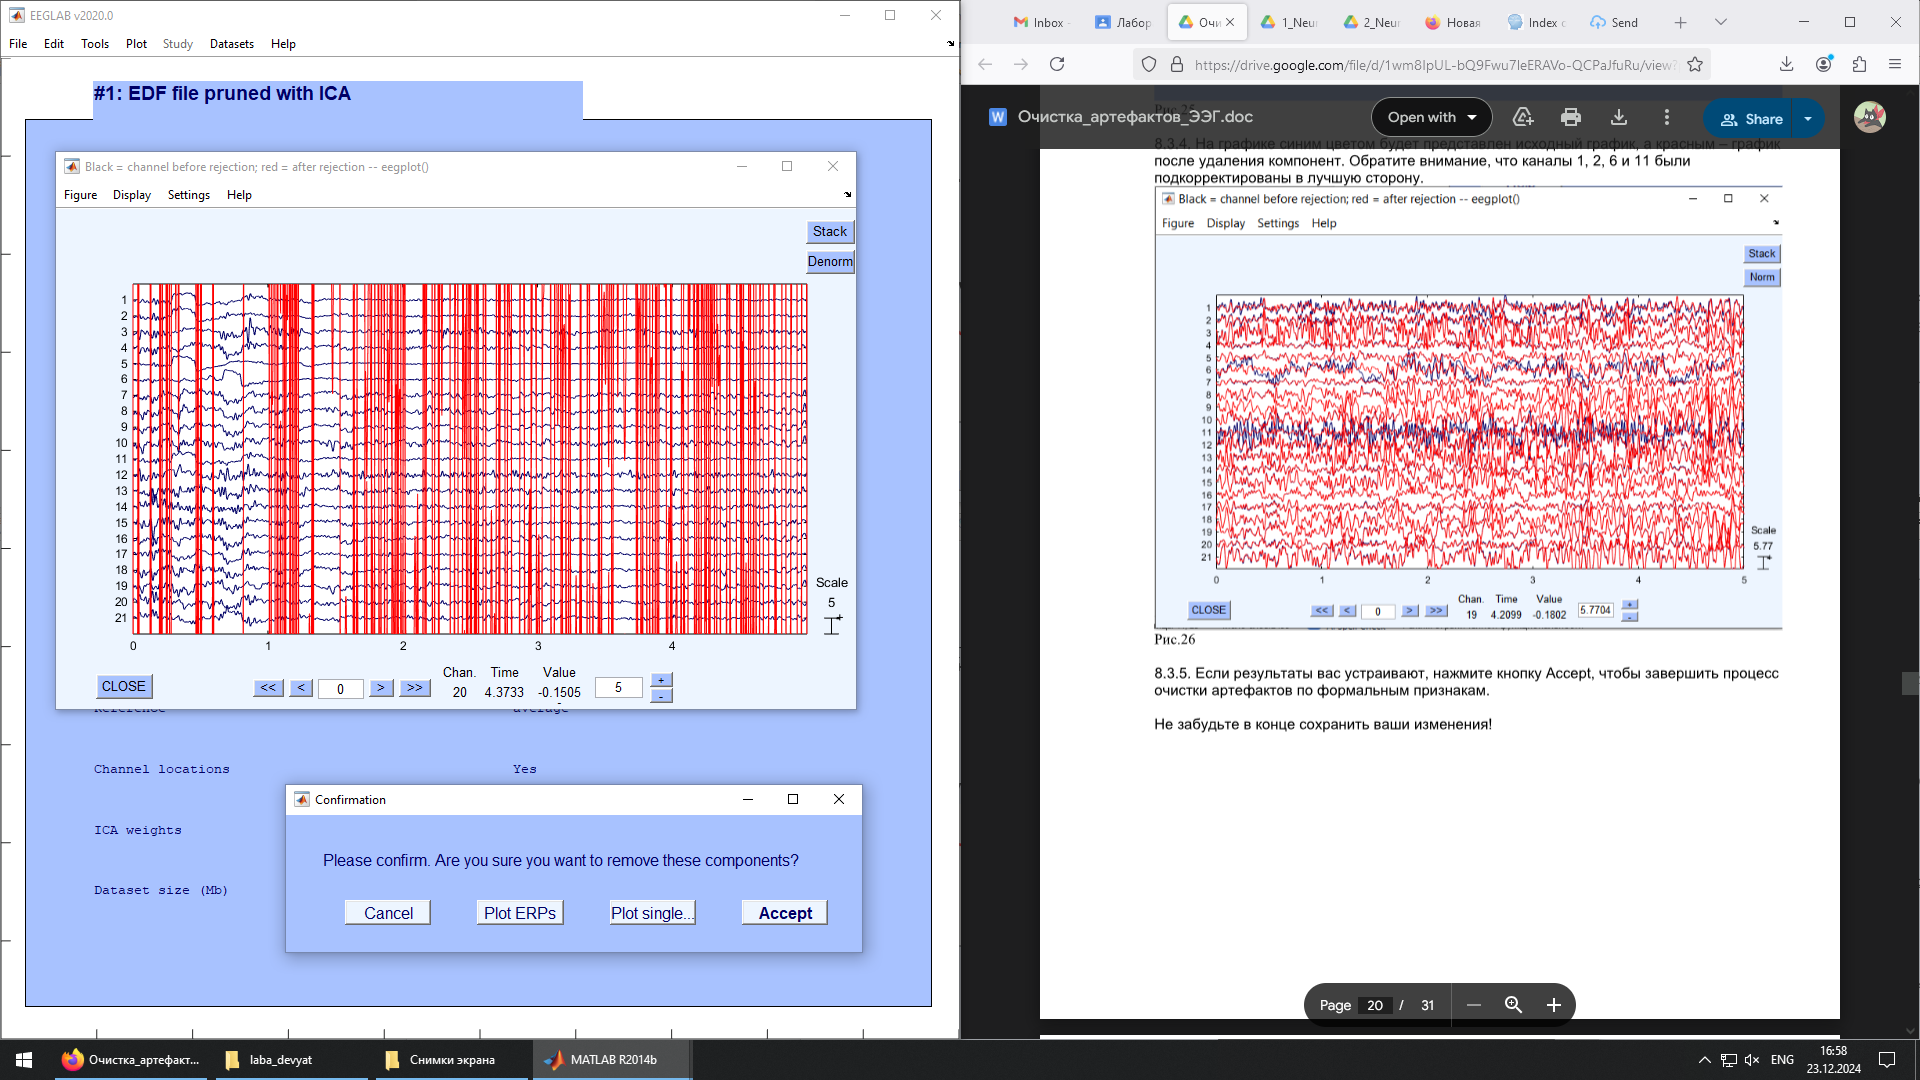 EEGLAB v2020.0
File Edit Tools Plot Study Datasets Help
#1: EDF file pruned with ICA
Black = channel before rejection; red = after rejection -- eegplot()
Figure Display Settings Help
Stack
Denorm
1
2
3
4
5
6
7
8
9
10
11
12
13
14
15
16
17
18
19
20
21
0 1 2 3 4
Scale
5
CLOSE
<< < 0 > >>
Chan. Time Value
20 4.3733 -0.1505
5
+
-
Reference average
Channel locations Yes
ICA weights
Dataset size (Mb)
Confirmation
Please confirm. Are you sure you want to remove these components?
Cancel Plot ERPs Plot single... Accept
Inbox Лабор Очи 1_Neur 2_Neur Новая Index Send
https://drive.google.com/file/d/1wm8IpUL-bQ9Fwu7IeERAVo-QCPaJfuRu/view?
Очистка_артефактов_ЭЭГ.doc
Open with
Share
Рис.25
8.3.4. На графике синим цветом будет представлен исходный график, а красным – график
после удаления компонент. Обратите внимание, что каналы 1, 2, 6 и 11 были
подкорректированы в лучшую сторону.
Black = channel before rejection; red = after rejection -- eegplot()
Figure Display Settings Help
Stack
Norm
1
2
3
4
5
6
7
8
9
10
11
12
13
14
15
16
17
18
19
20
21
0 1 2 3 4 5
Scale
5.77
CLOSE
<< < 0 > >>
Chan. Time Value
19 4.2099 -0.1802
5.7704
+
-
Рис.26
8.3.5. Если результаты вас устраивают, нажмите кнопку Accept, чтобы завершить процесс
очистки артефактов по формальным признакам.
Не забудьте в конце сохранить ваши изменения!
Page 20 / 31
Очистка_артефакт...
laba_devyat
Снимки экрана
MATLAB R2014b
ENG
16:58
23.12.2024